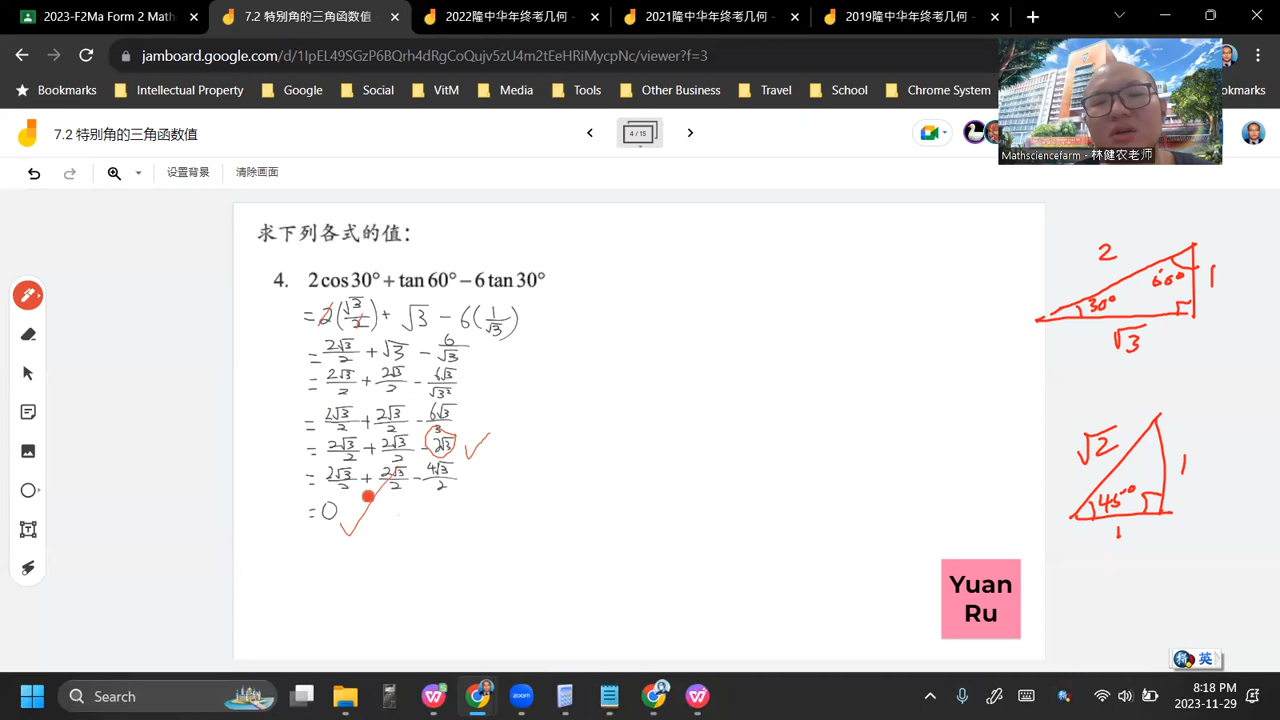 2023-F2Ma Form 2 Math
7.2 特别角的三角函数值
2022隆中华年终考几何 -
2021隆中华年终考几何 -
2019隆中华年终考几何 -
Bookmarks
Intellectual Property
Google
Social
VitM
Media
Tools
Other Business
Travel
School
Chrome System
Bookmarks
7.2 特别角的三角函数值
4 / 15
Mathsciencefarm - 林健农老师
设置背景
清除画面
求下列各式的值：
4. 2 cos 30° + tan 60° − 6 tan 30°
= 2(√3/2) + √3 − 6(1/√3)
= 2√3/2 + √3 − 6/√3
= 2√3/2 + 2√3/2 − 6√3/√3²
= 2√3/2 + 2√3/2 − 6√3/3
= 2√3/2 + 2√3/2 − 2√3
= 2√3/2 + 2√3/2 − 4√3/2
= 0
2
1
30°
60°
√3
√2
1
45°
1
Yuan
Ru
英
Search
zoom
8:18 PM
2023-11-29